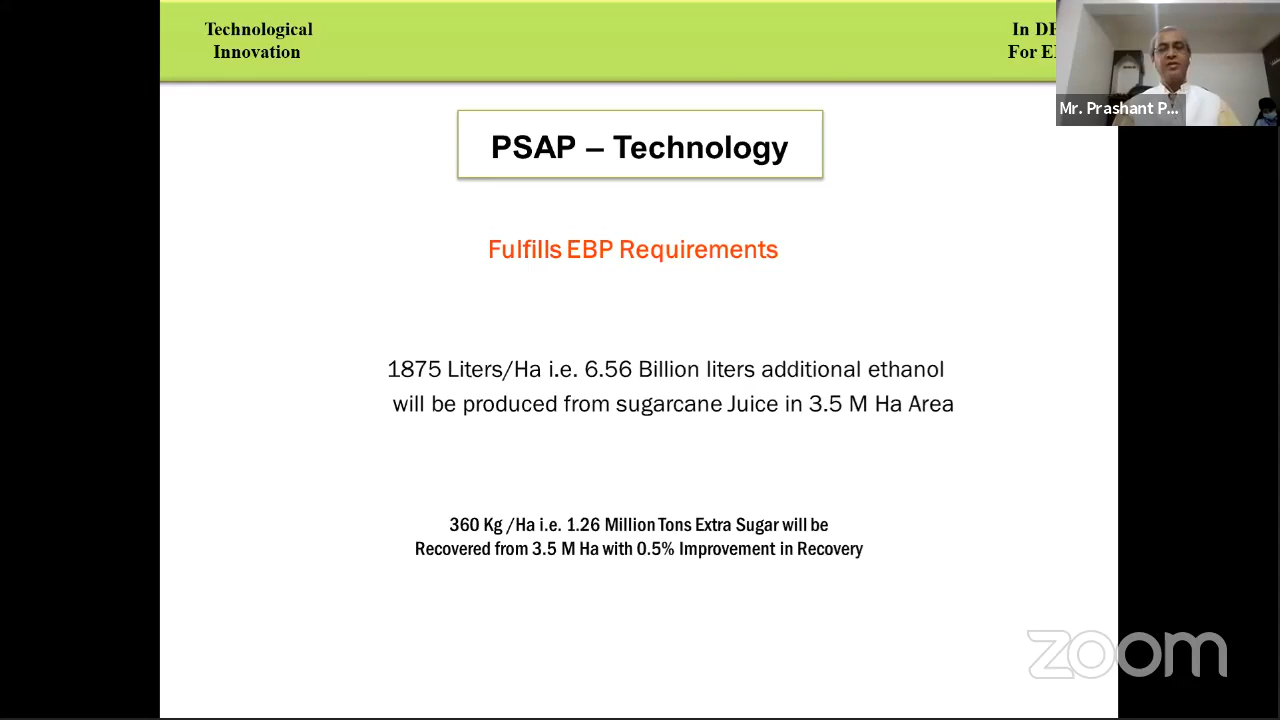 Technological
Innovation
In
For
Mr. Prashant P...
PSAP – Technology
Fulfills EBP Requirements
1875 Liters/Ha i.e. 6.56 Billion liters additional ethanol
will be produced from sugarcane Juice in 3.5 M Ha Area
360 Kg /Ha i.e. 1.26 Million Tons Extra Sugar will be
Recovered from 3.5 M Ha with 0.5% Improvement in Recovery
zoom